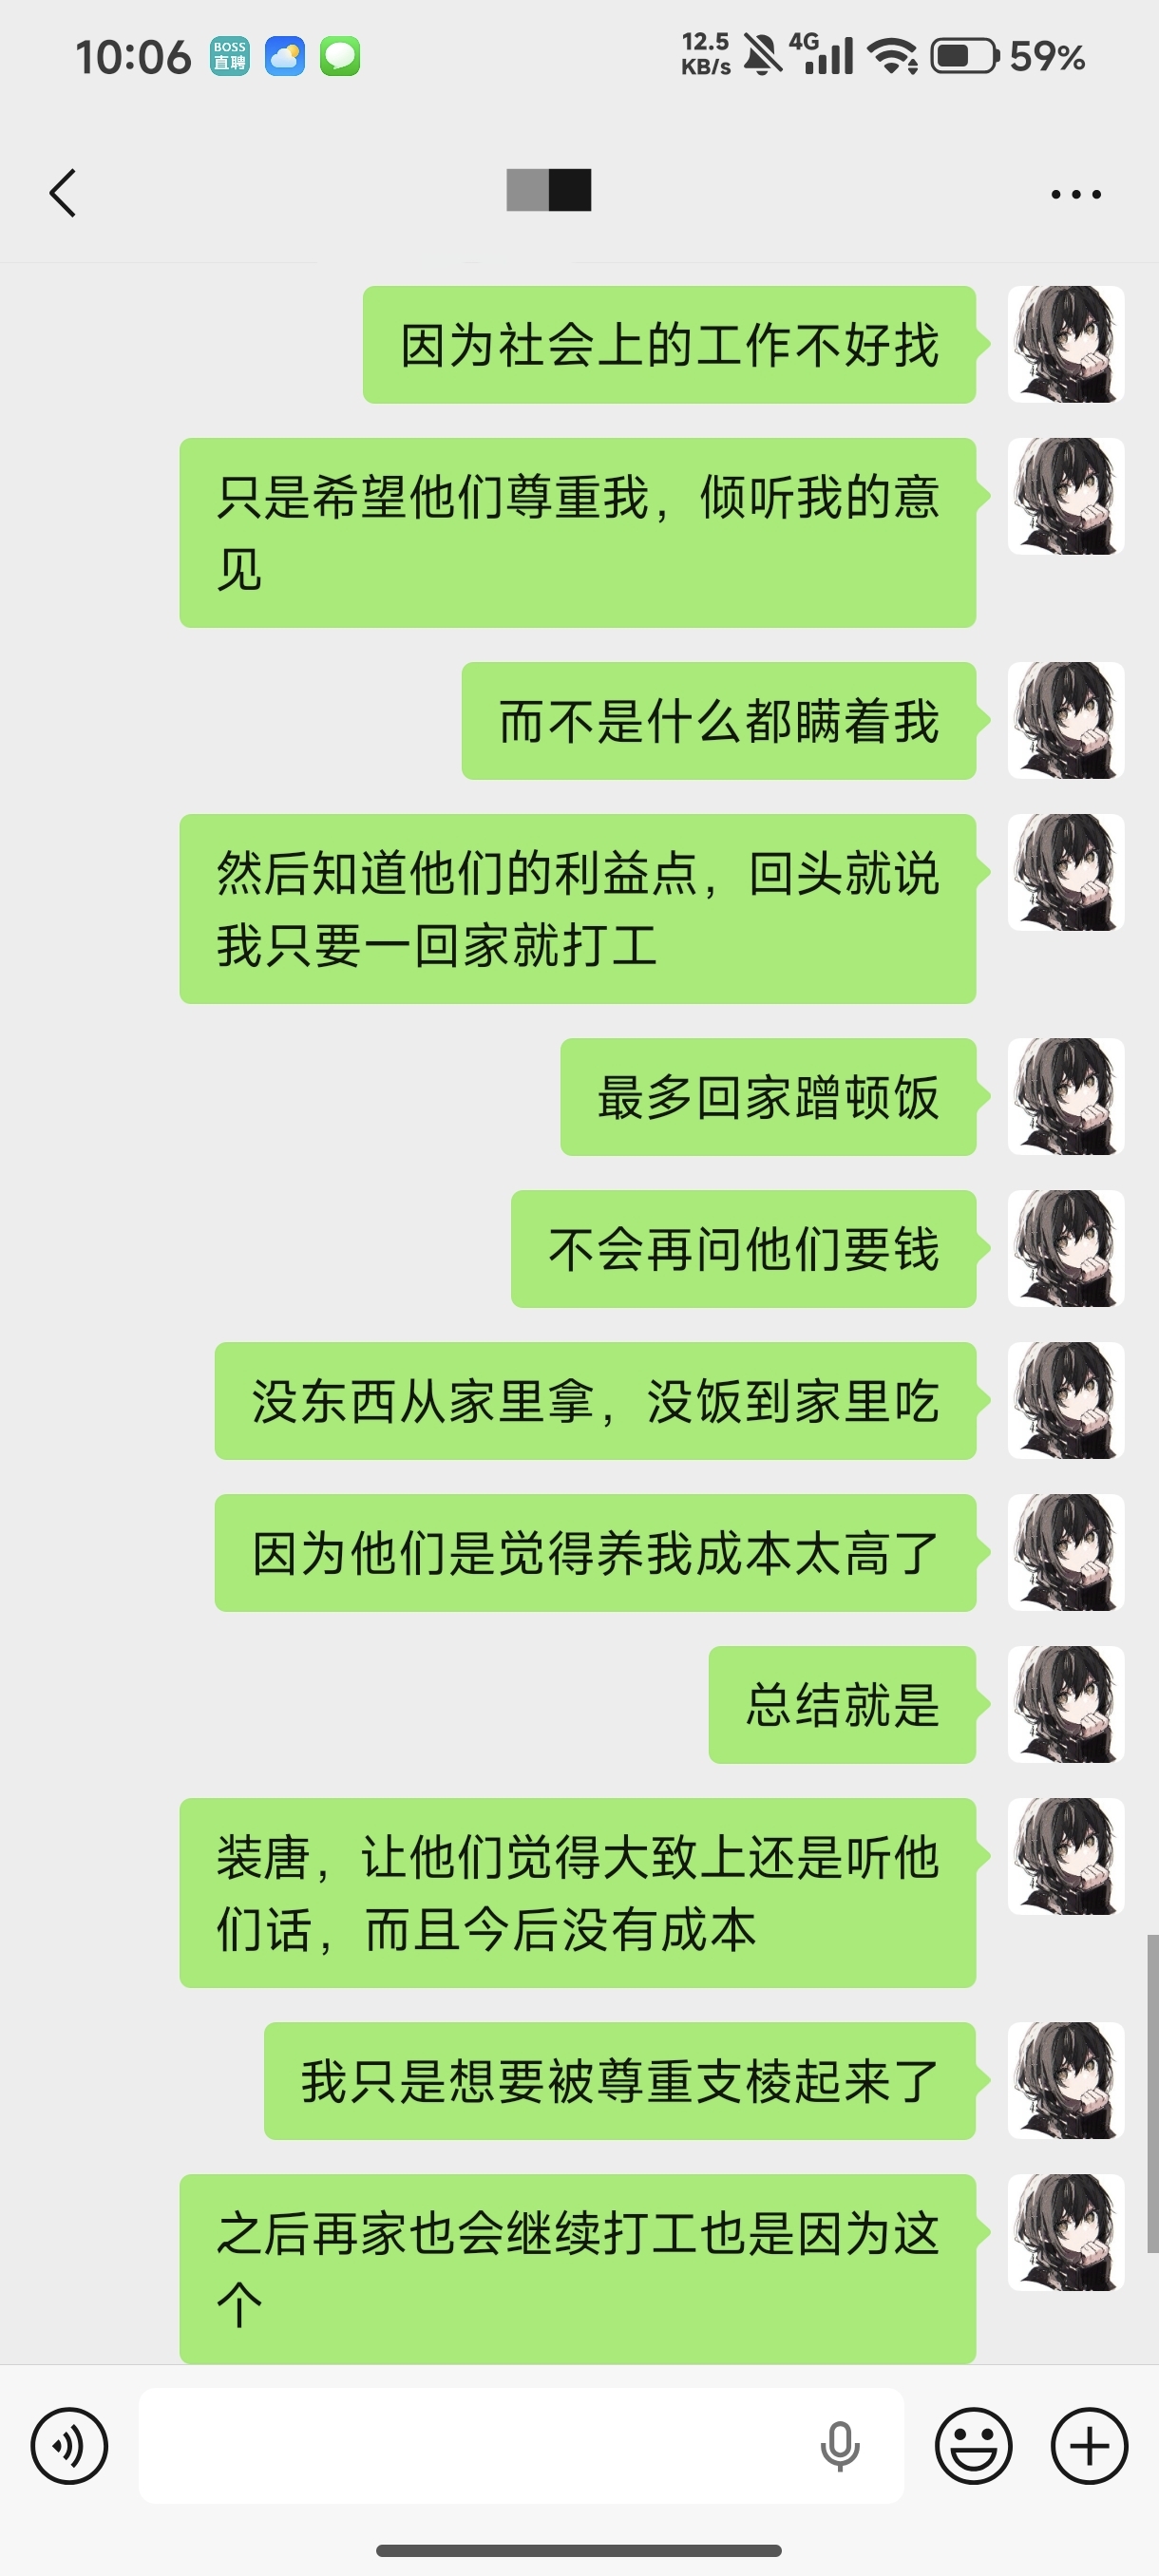 10:06
BOSS
直聘
12.5
KB/s
4G
59%
因为社会上的工作不好找
只是希望他们尊重我，倾听我的意
见
而不是什么都瞒着我
然后知道他们的利益点，回头就说
我只要一回家就打工
最多回家蹭顿饭
不会再问他们要钱
没东西从家里拿，没饭到家里吃
因为他们是觉得养我成本太高了
总结就是
装唐，让他们觉得大致上还是听他
们话，而且今后没有成本
我只是想要被尊重支棱起来了
之后再家也会继续打工也是因为这
个